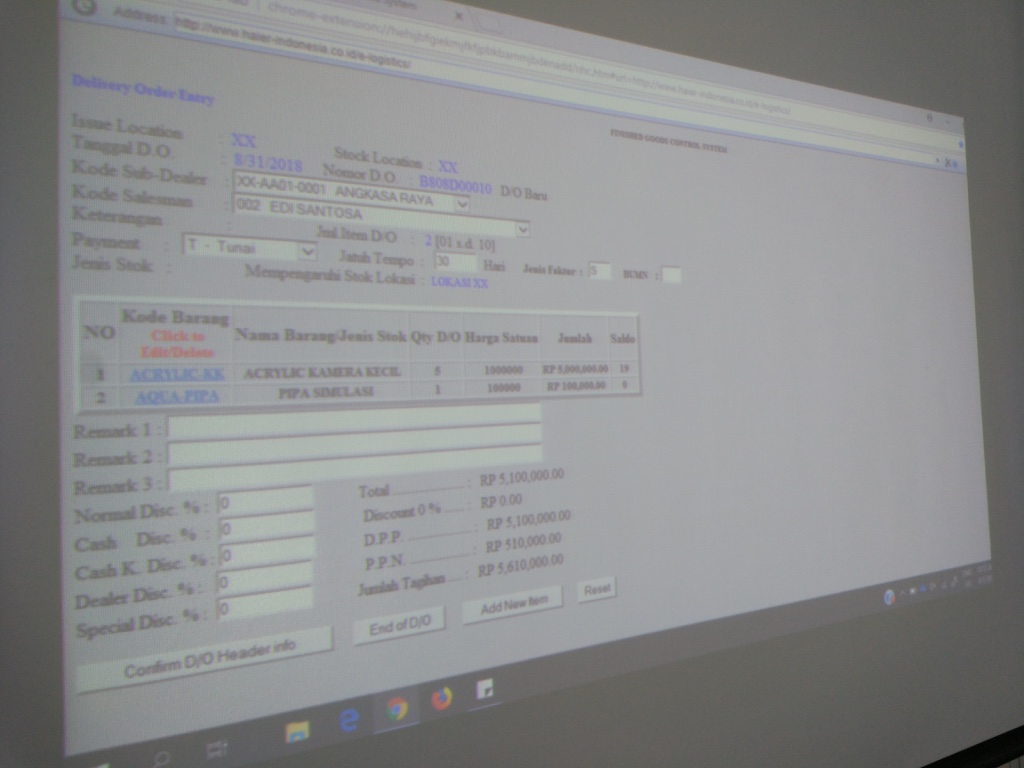 Address http://www.haier-indonesia.co.id/e-logistics/
Delivery Order Entry
FINISHED GOODS CONTROL SYSTEM
Issue Location : XX Stock Location : XX
Tanggal D.O. : 8/31/2018 Nomor D.O. : B808D00010 D/O Baru
Kode Sub-Dealer : XX-AA01-0001 ANGKASA RAYA
Kode Salesman : 002 EDI SANTOSA
Keterangan : Jml Item D/O : 2 [01 s.d. 10]
Payment : T - Tunai Jatuh Tempo : 30 Hari Jenis Faktur : S BUMN :
Jenis Stok : Mempengaruhi Stok Lokasi : LOKASI XX
NO Kode Barang Click to Edit/Delete Nama Barang/Jenis Stok Qty D/O Harga Satuan Jumlah Saldo
1 ACRYLIC-KK ACRYLIC KAMERA KECIL 5 1000000 RP 5,000,000.00 19
2 AQUA-PIPA PIPA SIMULASI 1 100000 RP 100,000.00 0
Remark 1 :
Remark 2 :
Remark 3 :
Normal Disc. % : 0
Cash Disc. % : 0
Cash K. Disc. % : 0
Dealer Disc. % : 0
Special Disc. % : 0
Total .................... : RP 5,100,000.00
Discount 0 % ...... : RP 0.00
D.P.P. .................. : RP 5,100,000.00
P.P.N. .................. : RP 510,000.00
Jumlah Tagihan .... : RP 5,610,000.00
Confirm D/O Header info End of D/O Add New Item Reset